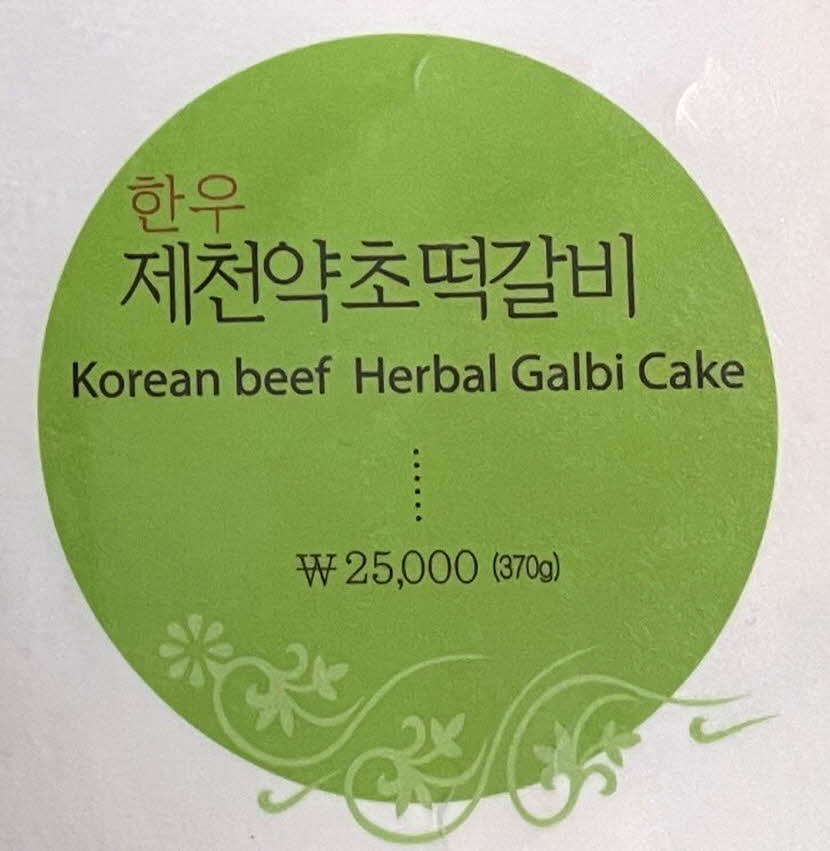 한우
제천약초떡갈비
Korean beef Herbal Galbi Cake
₩25,000 (370g)